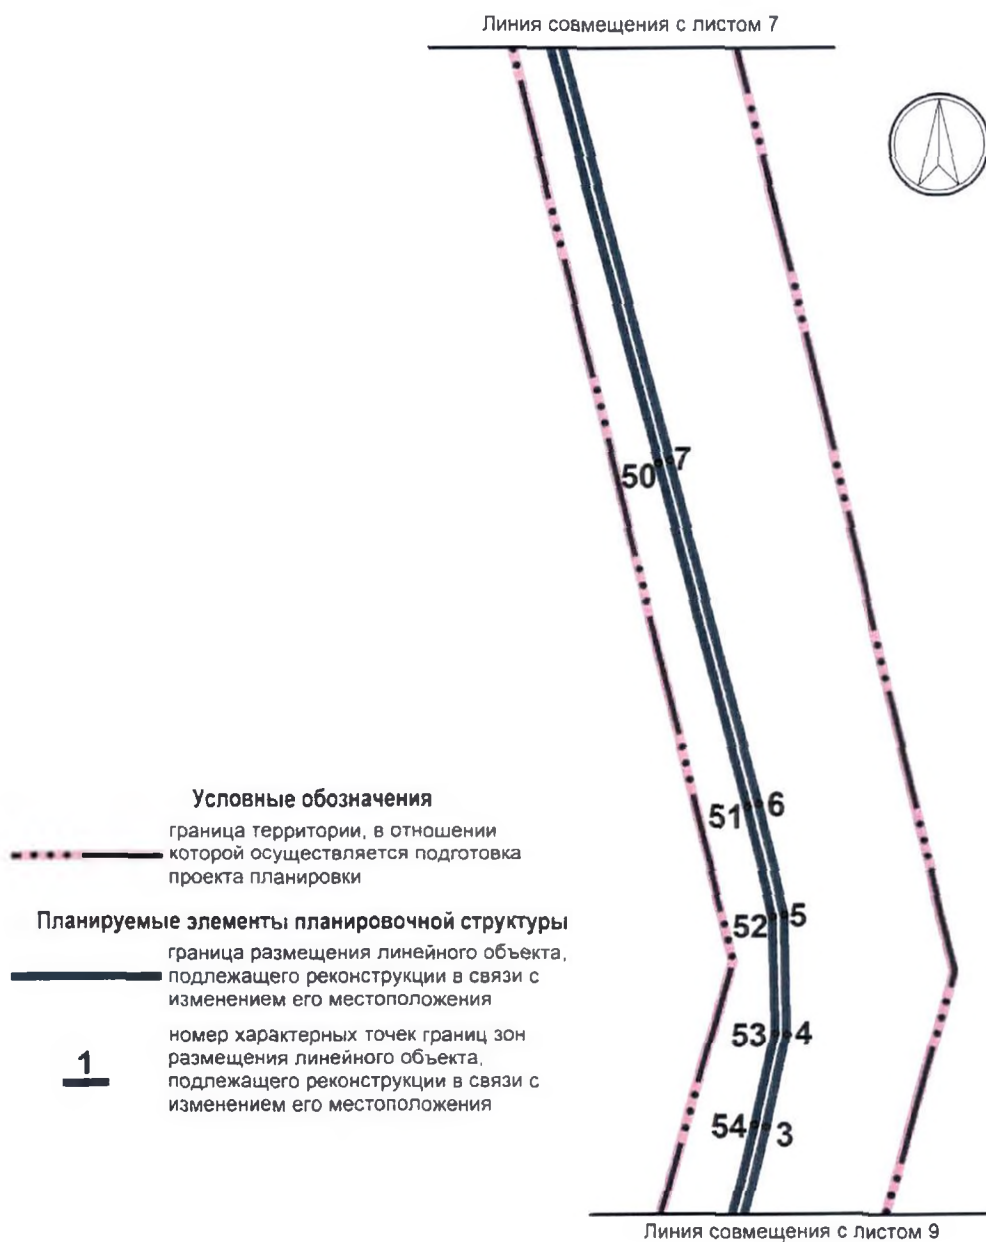 Линия совмещения с листом 7
7
50
6
51
Условные обозначения
граница территории, в отношении
которой осуществляется подготовка
проекта планировки
5
52
Планируемые элементы планировочной структуры
граница размещения линейного объекта,
подлежащего реконструкции в связи с
изменением его местоположения
53
4
1
номер характерных точек границ зон
размещения линейного объекта,
подлежащего реконструкции в связи с
изменением его местоположения
54
3
Линия совмещения с листом 9